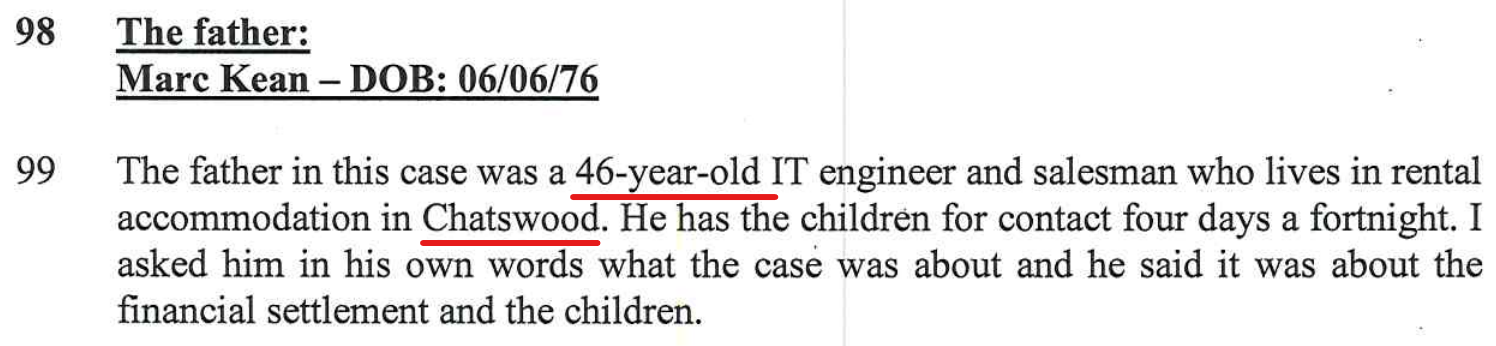 98 The father:
Marc Kean – DOB: 06/06/76
99 The father in this case was a 46-year-old IT engineer and salesman who lives in rental
accommodation in Chatswood. He has the children for contact four days a fortnight. I
asked him in his own words what the case was about and he said it was about the
financial settlement and the children.